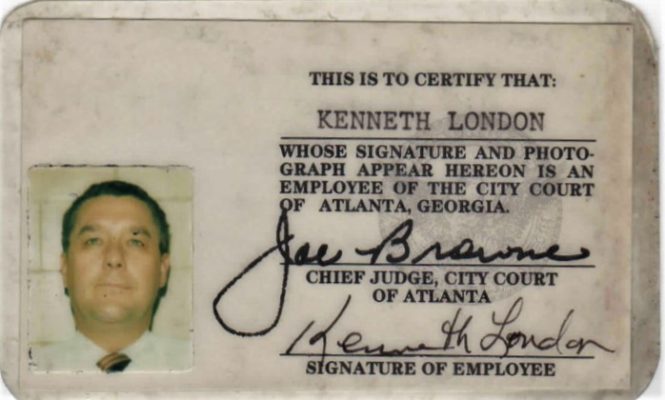 THIS IS TO CERTIFY THAT:
KENNETH LONDON
WHOSE SIGNATURE AND PHOTO-
GRAPH APPEAR HEREON IS AN
EMPLOYEE OF THE CITY COURT
OF ATLANTA, GEORGIA.
Joe Browne
CHIEF JUDGE, CITY COURT
OF ATLANTA
Kenneth London
SIGNATURE OF EMPLOYEE